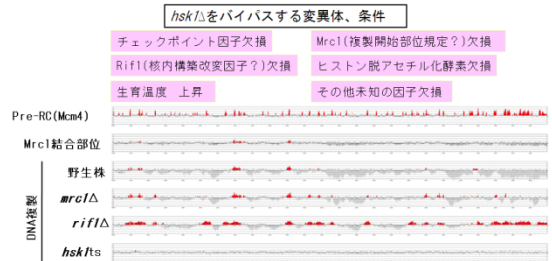 hsk1Δをバイパスする変異体、条件
チェックポイント因子欠損
Mrc1(複製開始部位規定？)欠損
Rif1(核内構築改変因子？)欠損
ヒストン脱アセチル化酵素欠損
生育温度 上昇
その他未知の因子欠損
Pre-RC(Mcm4)
Mrc1結合部位
DNA複製
野生株
mrc1Δ
rif1Δ
hsk1ts